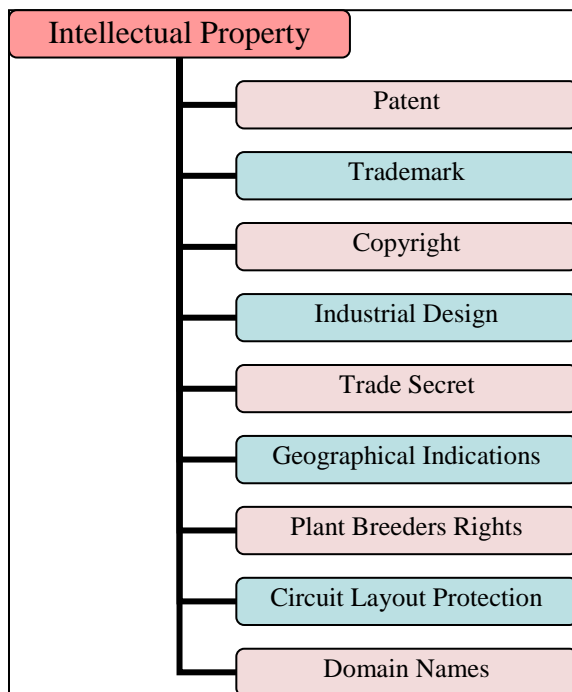 Intellectual Property
Patent
Trademark
Copyright
Industrial Design
Trade Secret
Geographical Indications
Plant Breeders Rights
Circuit Layout Protection
Domain Names